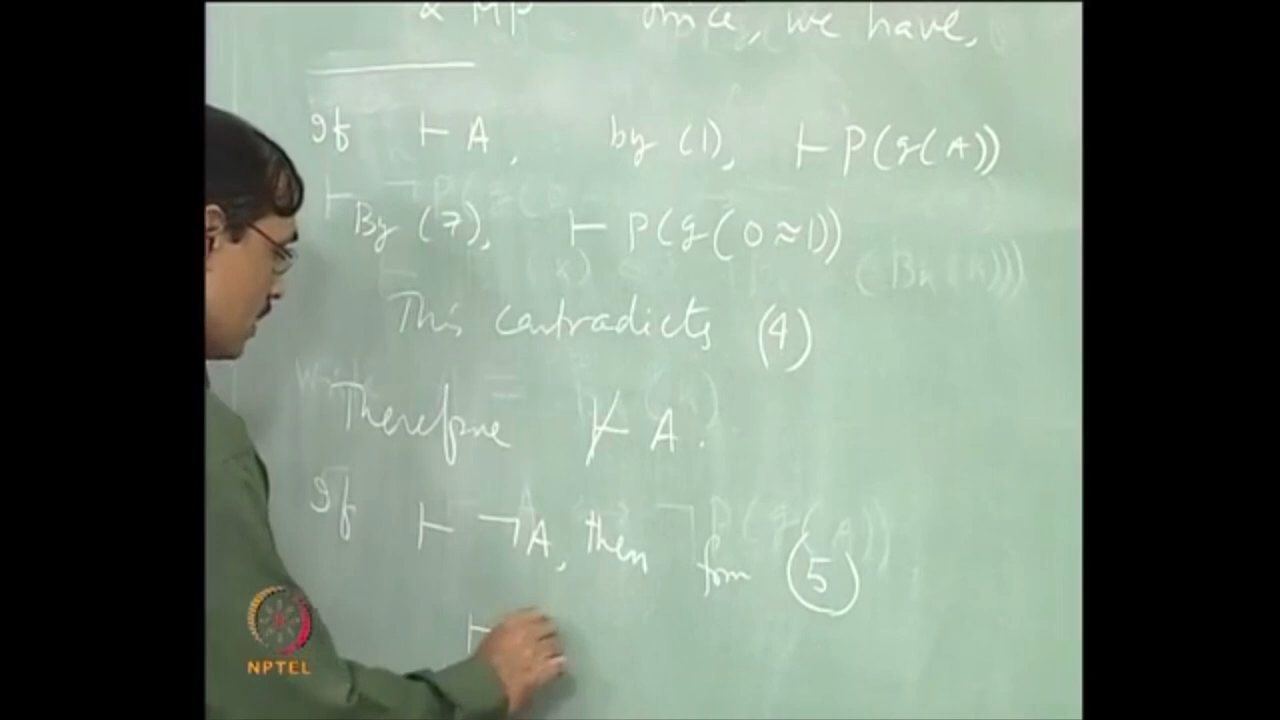 & MP Since, we have,
If ⊢ A, by (1), ⊢ P(g(A))
By (7), ⊢ P(g(0≈1))
This contradicts (4)
Therefore ⊬ A.
If ⊢ ¬A, then from (5)
⊢
NPTEL